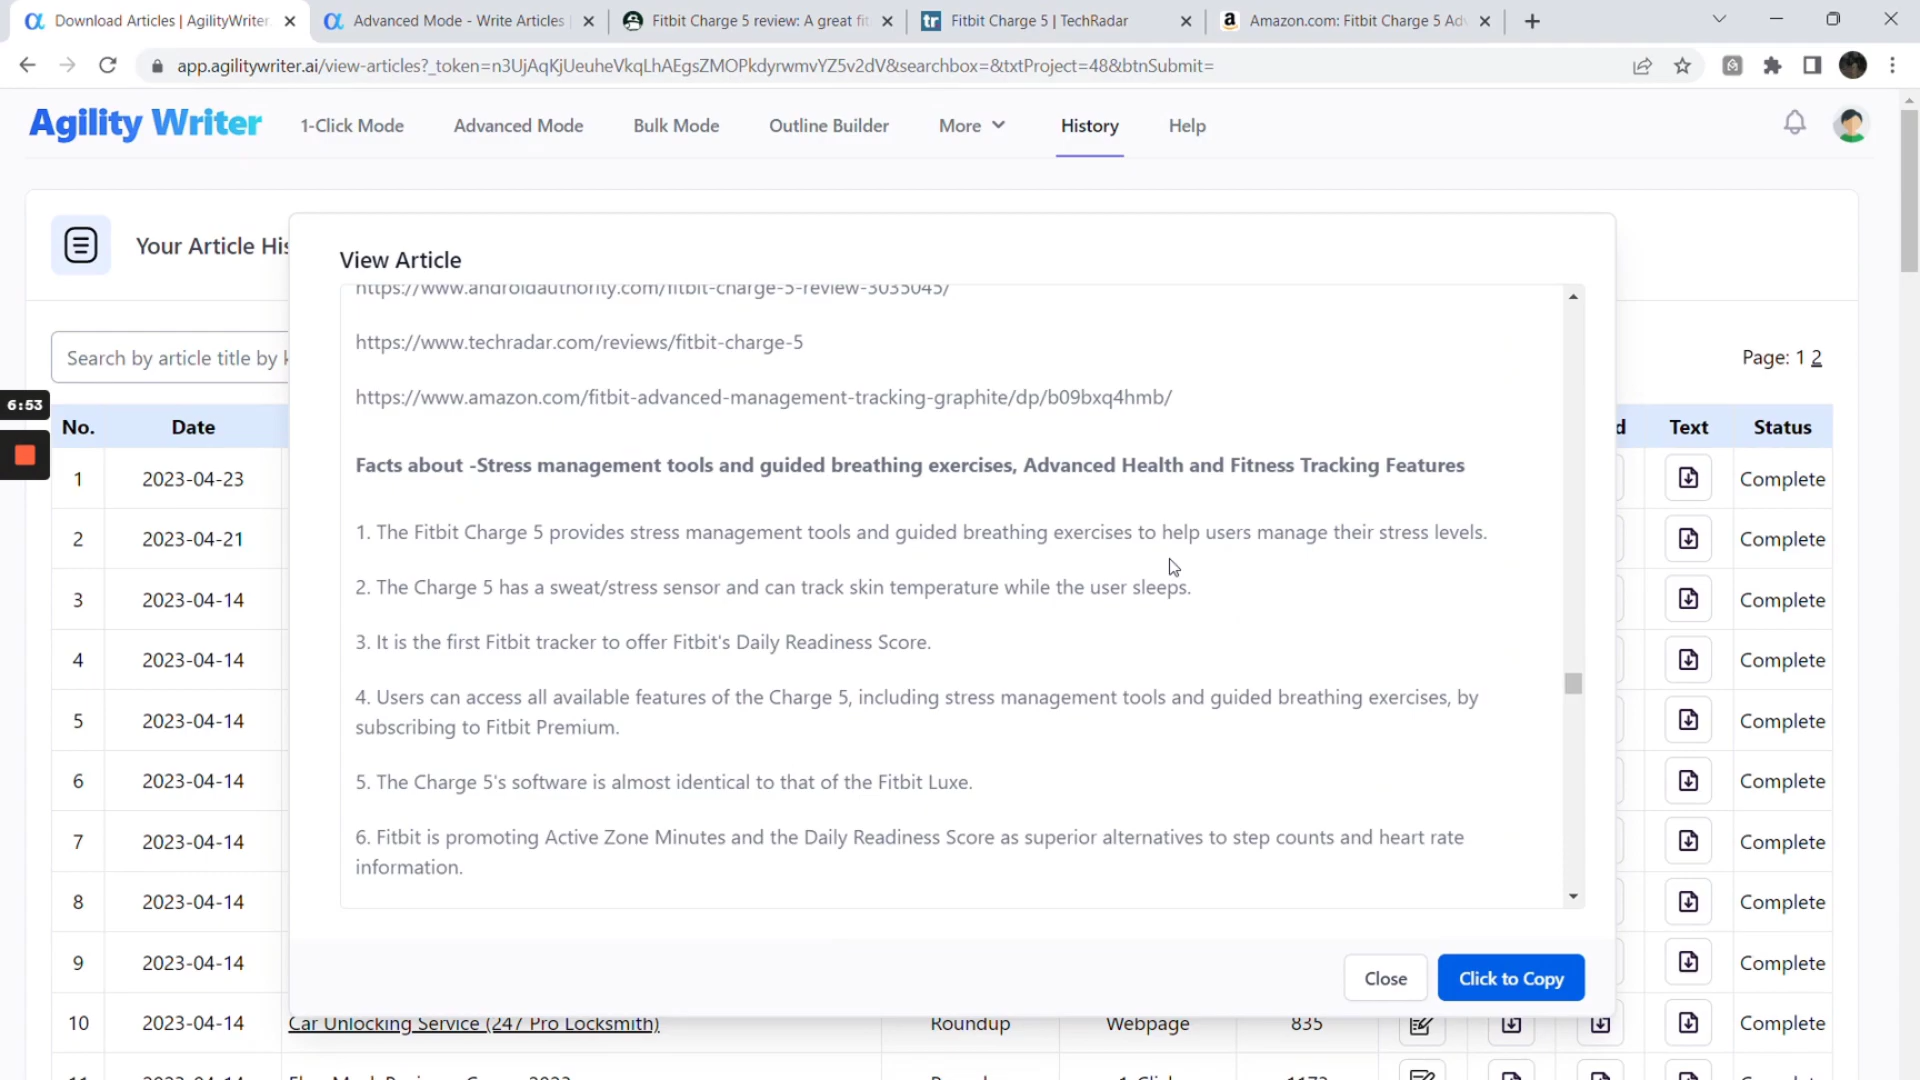 Download Articles | AgilityWriter
Advanced Mode - Write Articles
Fitbit Charge 5 review: A great fit
tr
Fitbit Charge 5 | TechRadar
a
Amazon.com: Fitbit Charge 5 Adv
app.agilitywriter.ai/view-articles?_token=n3UjAqKjUeuheVkqLhAEgsZMOPkdyrwmvYZ5v2dV&searchbox=&txtProject=48&btnSubmit=
Agility Writer
1-Click Mode
Advanced Mode
Bulk Mode
Outline Builder
More
History
Help
Your Article His
Search by article title by k
Page: 1 2
6:53
View Article
https://www.androidauthority.com/fitbit-charge-5-review-3035045/
https://www.techradar.com/reviews/fitbit-charge-5
https://www.amazon.com/fitbit-advanced-management-tracking-graphite/dp/b09bxq4hmb/
Facts about -Stress management tools and guided breathing exercises, Advanced Health and Fitness Tracking Features
1. The Fitbit Charge 5 provides stress management tools and guided breathing exercises to help users manage their stress levels.
2. The Charge 5 has a sweat/stress sensor and can track skin temperature while the user sleeps.
3. It is the first Fitbit tracker to offer Fitbit's Daily Readiness Score.
4. Users can access all available features of the Charge 5, including stress management tools and guided breathing exercises, by
subscribing to Fitbit Premium.
5. The Charge 5's software is almost identical to that of the Fitbit Luxe.
6. Fitbit is promoting Active Zone Minutes and the Daily Readiness Score as superior alternatives to step counts and heart rate
information.
Close
Click to Copy
No. Date d Text Status
1 2023-04-23 Complete
2 2023-04-21 Complete
3 2023-04-14 Complete
4 2023-04-14 Complete
5 2023-04-14 Complete
6 2023-04-14 Complete
7 2023-04-14 Complete
8 2023-04-14 Complete
9 2023-04-14 Complete
10 2023-04-14 Car Unlocking Service (247 Pro Locksmith) Roundup Webpage 835 Complete